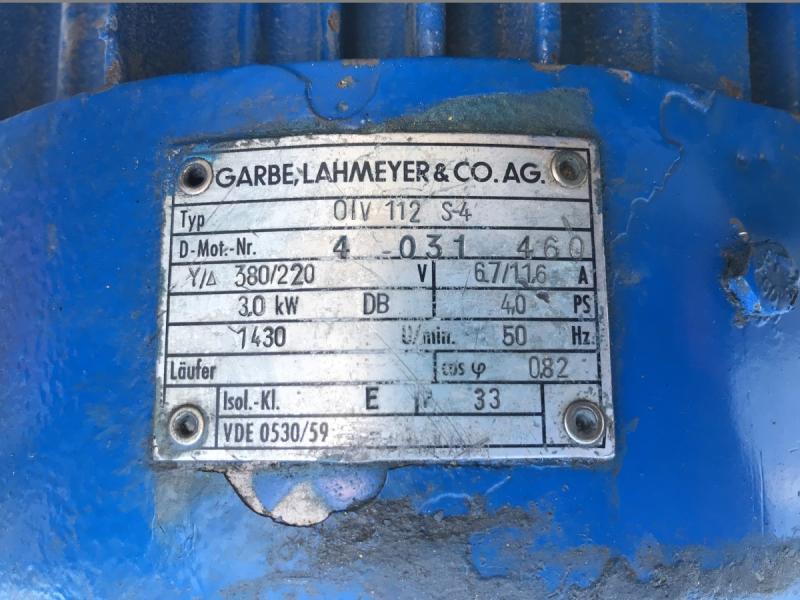 GARBE, LAHMEYER & CO. AG.
Typ OIV 112 S-4
D-Mot.-Nr. 4 031 460
Y/Δ 380/220 V 6.7/11.6 A
3.0 kW DB 4.0 PS
1430 U/min. 50 Hz
Läufer cos φ 0.82
Isol.-Kl. E P 33
VDE 0530/59